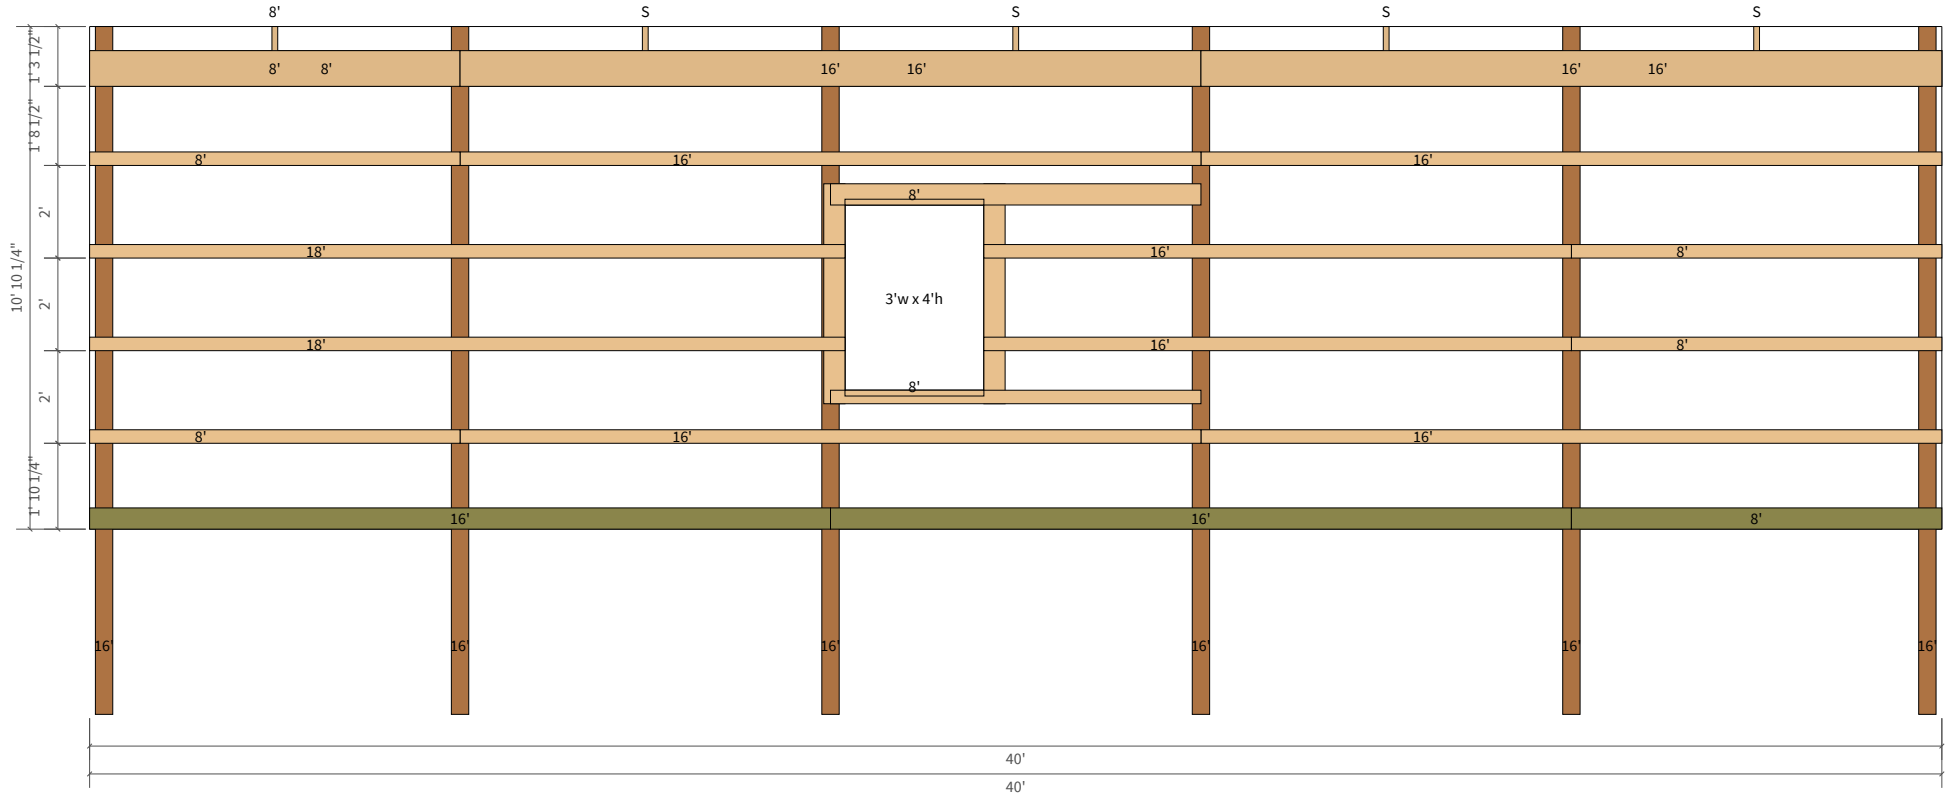 8' S S S S
1' 3 1/2"
8' 8' 16' 16' 16' 16'
1' 8 1/2"
8' 16' 16'
2'
8'
18' 16' 8'
10' 10 1/4"
2'
3'w x 4'h
18' 16' 8'
8'
2'
8' 16' 16'
1' 10 1/4"
16' 16' 8'
16' 16' 16' 16' 16' 16'
40'
40'